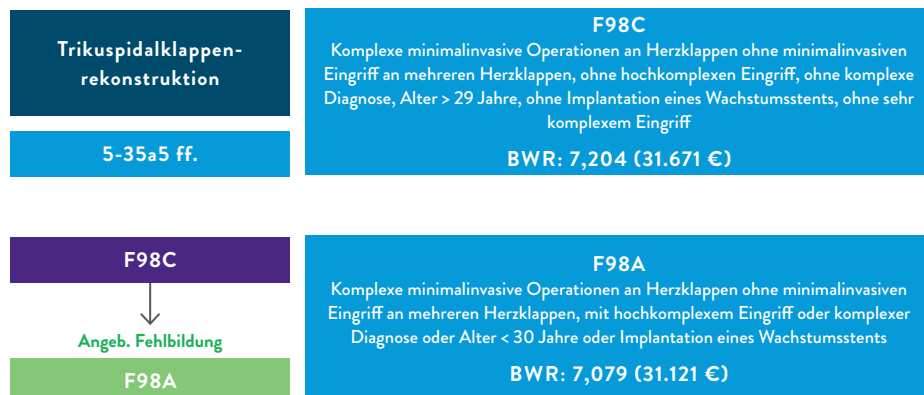 Trikuspidalklappen-
rekonstruktion
5-35a5 ff.
F98C
Komplexe minimalinvasive Operationen an Herzklappen ohne minimalinvasiven
Eingriff an mehreren Herzklappen, ohne hochkomplexen Eingriff, ohne komplexe
Diagnose, Alter > 29 Jahre, ohne Implantation eines Wachstumsstents, ohne sehr
komplexem Eingriff
BWR: 7,204 (31.671 €)
F98C
Angeb. Fehlbildung
F98A
F98A
Komplexe minimalinvasive Operationen an Herzklappen ohne minimalinvasiven
Eingriff an mehreren Herzklappen, mit hochkomplexem Eingriff oder komplexer
Diagnose oder Alter < 30 Jahre oder Implantation eines Wachstumsstents
BWR: 7,079 (31.121 €)